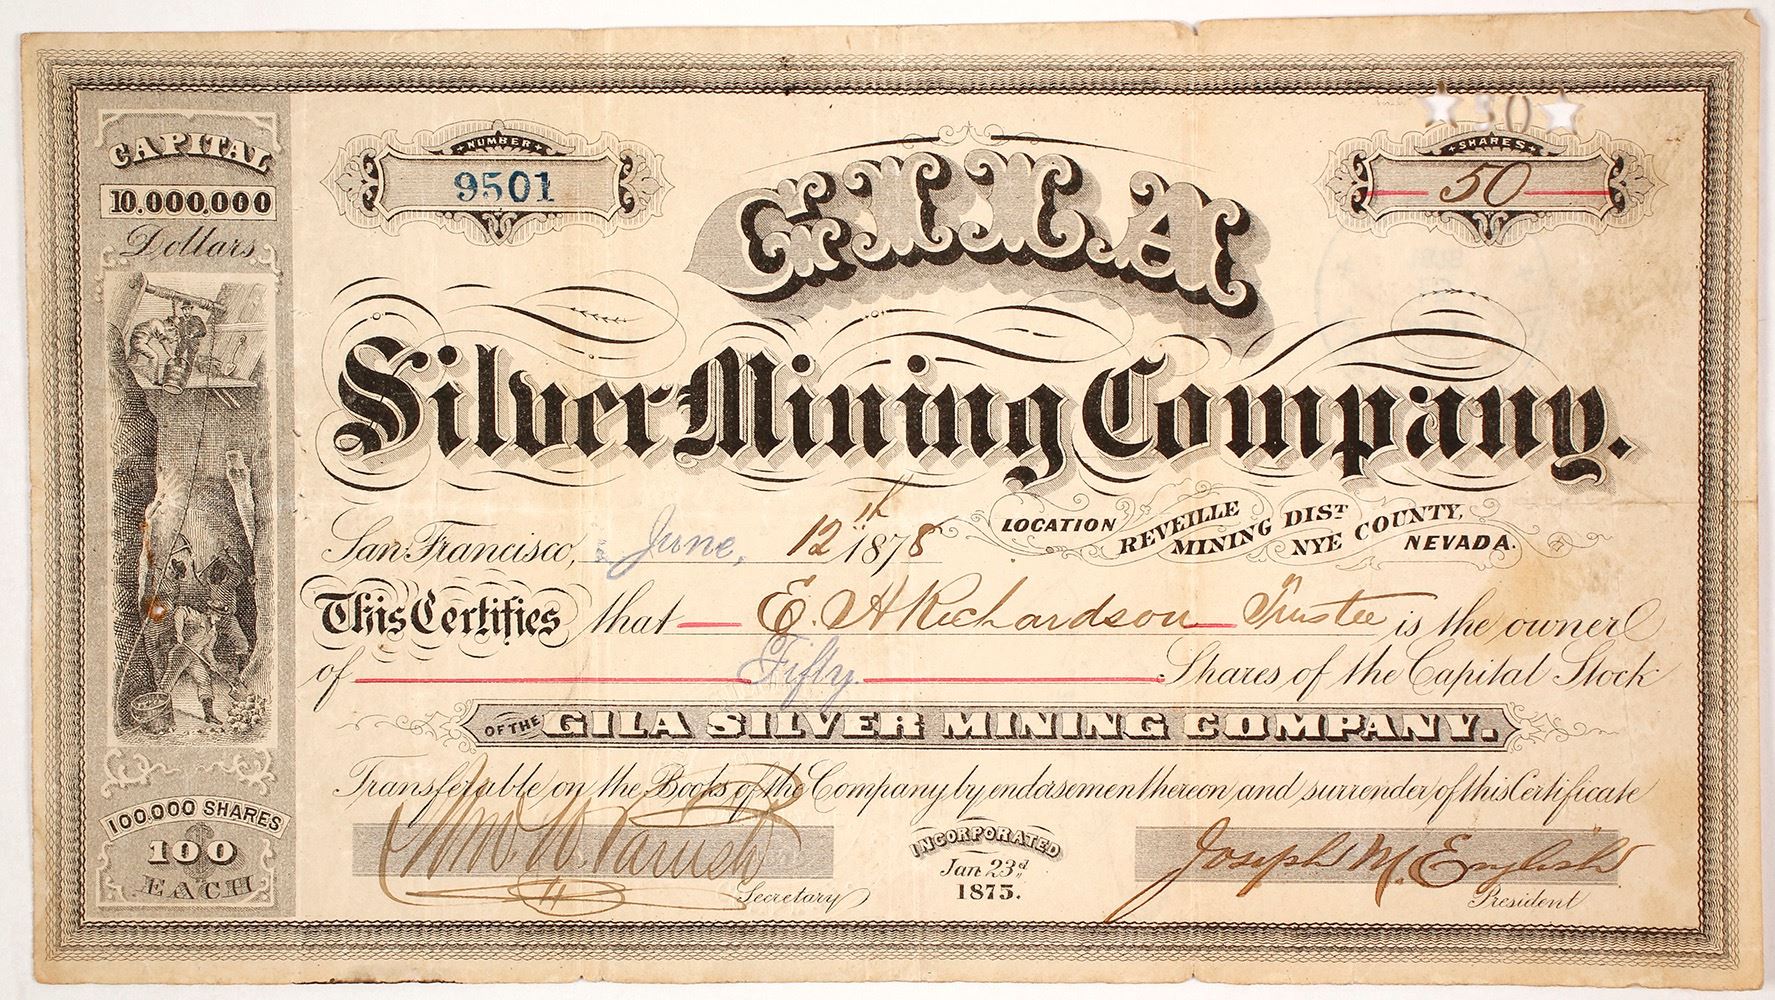 CAPITAL
10.000.000
Dollars
100.000 SHARES
$
100
EACH
NUMBER
9501
50
SHARES
50
GILA
Silver Mining Company.
San Francisco, June, 12th 1878
LOCATION REVEILLE MINING DIST NYE COUNTY, NEVADA.
This Certifies that E. H Richardson Trustee is the owner
of Fifty Shares of the Capital Stock
OF THE GILA SILVER MINING COMPANY.
Transferable on the Books of the Company by endorsement hereon and surrender of this Certificate
Secretary
INCORPORATED
Jan 23d
1875.
Joseph M. English
President